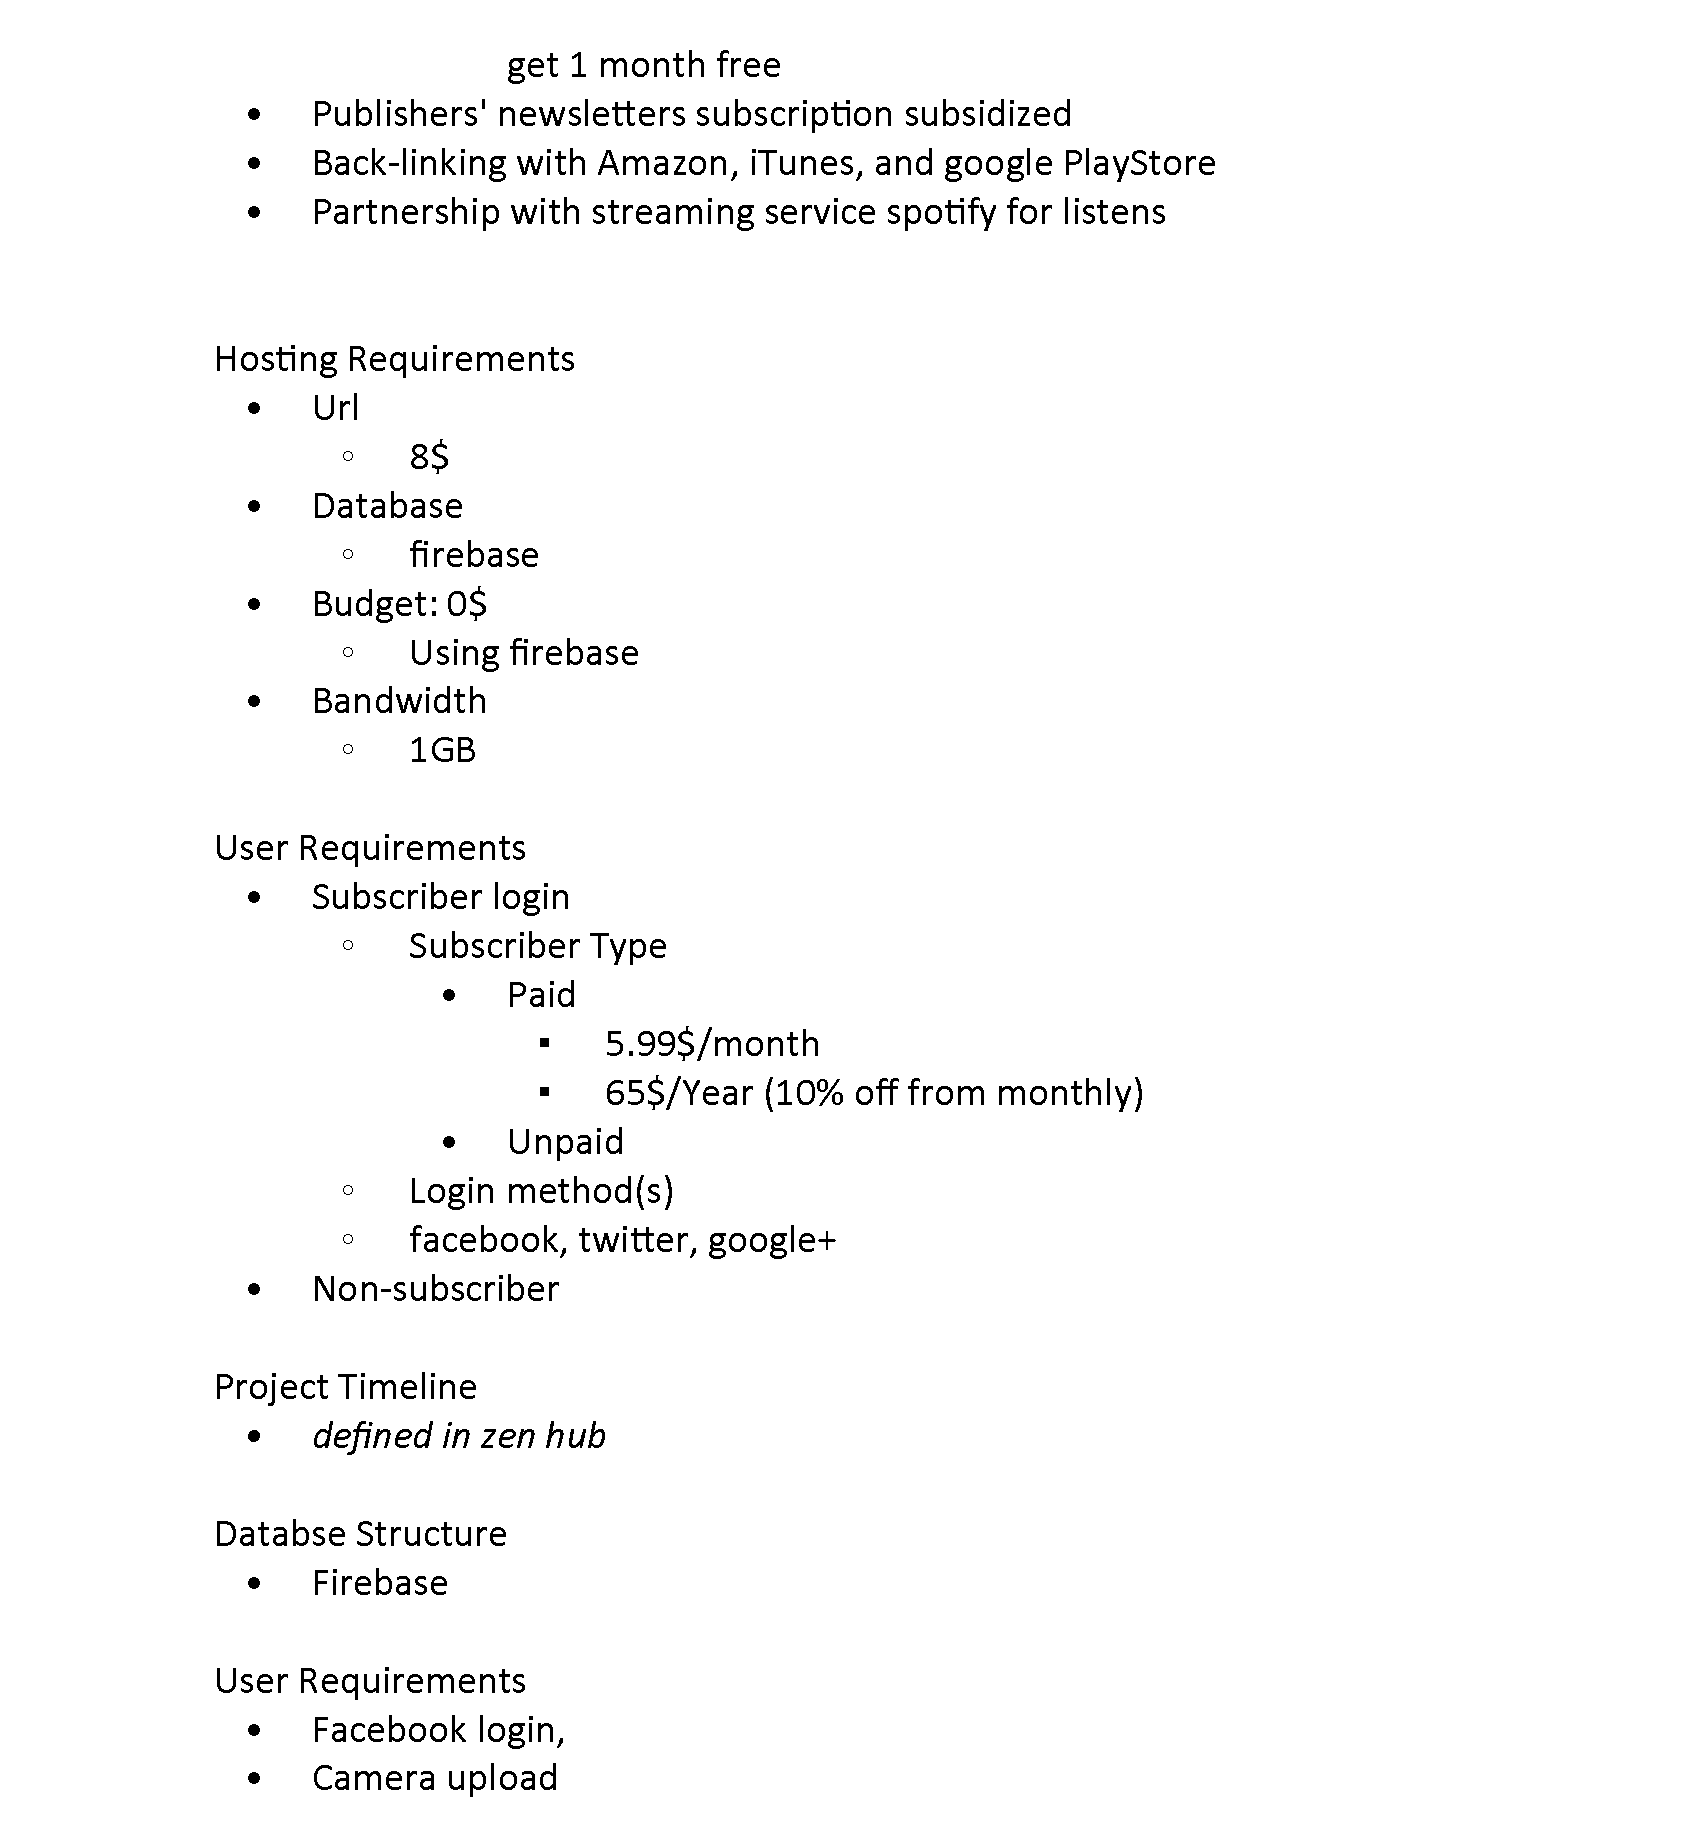 get 1 month free
• Publishers' newsletters subscription subsidized
• Back-linking with Amazon, iTunes, and google PlayStore
• Partnership with streaming service spotify for listens
Hosting Requirements
• Url
◦ 8$
• Database
◦ firebase
• Budget: 0$
◦ Using firebase
• Bandwidth
◦ 1GB
User Requirements
• Subscriber login
◦ Subscriber Type
• Paid
▪ 5.99$/month
▪ 65$/Year (10% off from monthly)
• Unpaid
◦ Login method(s)
◦ facebook, twitter, google+
• Non-subscriber
Project Timeline
• defined in zen hub
Databse Structure
• Firebase
User Requirements
• Facebook login,
• Camera upload